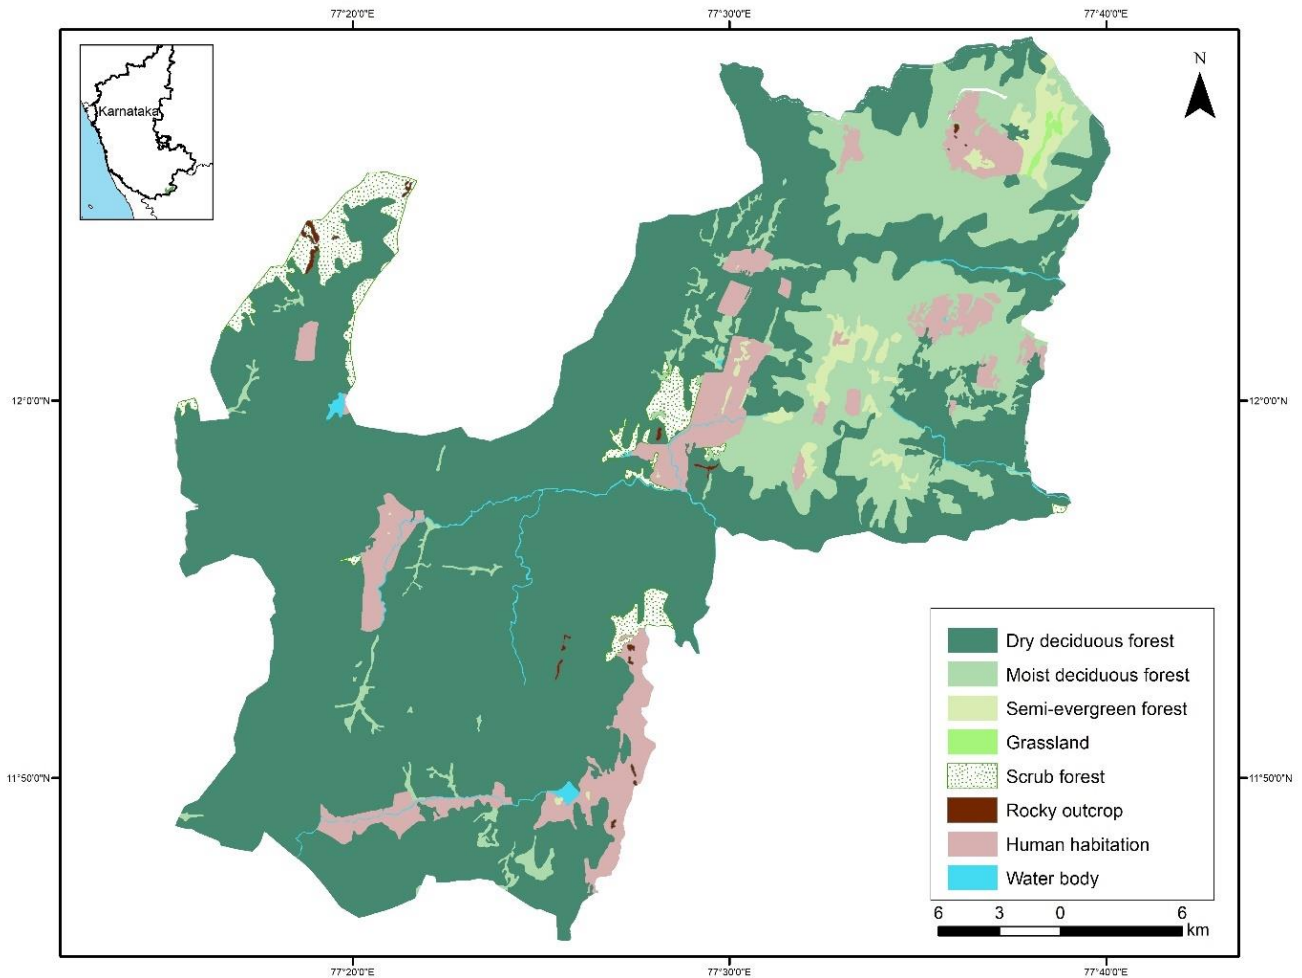 77°20'0"E 77°30'0"E 77°40'0"E
N
Karnataka
12°0'0"N 12°0'0"N
Dry deciduous forest
Moist deciduous forest
Semi-evergreen forest
Grassland
11°50'0"N 11°50'0"N
Scrub forest
Rocky outcrop
Human habitation
Water body
6 3 0 6
km
77°20'0"E 77°30'0"E 77°40'0"E